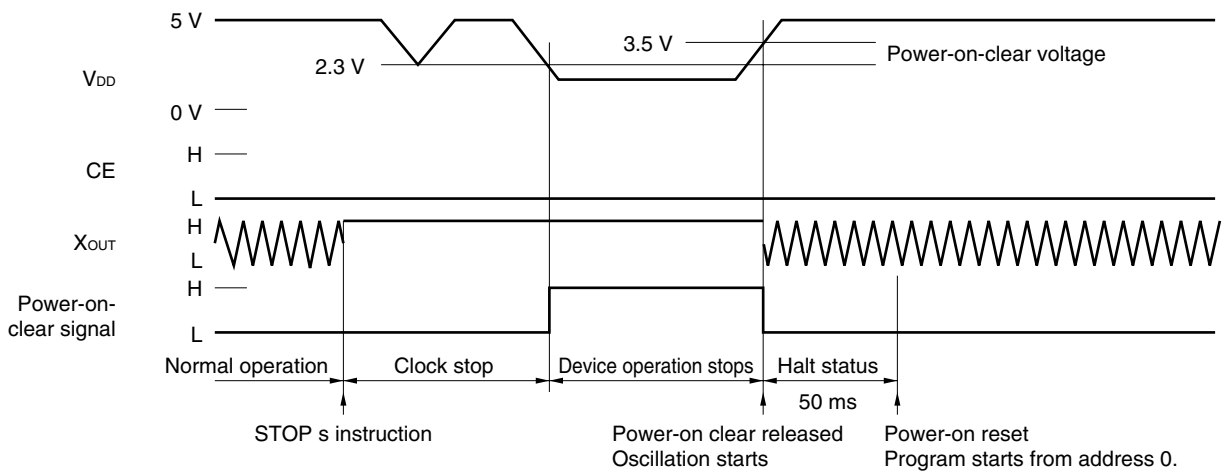 5 V
3.5 V
Power-on-clear voltage
2.3 V
VDD
0 V
H
CE
L
H
XOUT
L
H
Power-on-
clear signal
L
Normal operation
Clock stop
Device operation stops
Halt status
50 ms
STOP s instruction
Power-on clear released
Oscillation starts
Power-on reset
Program starts from address 0.